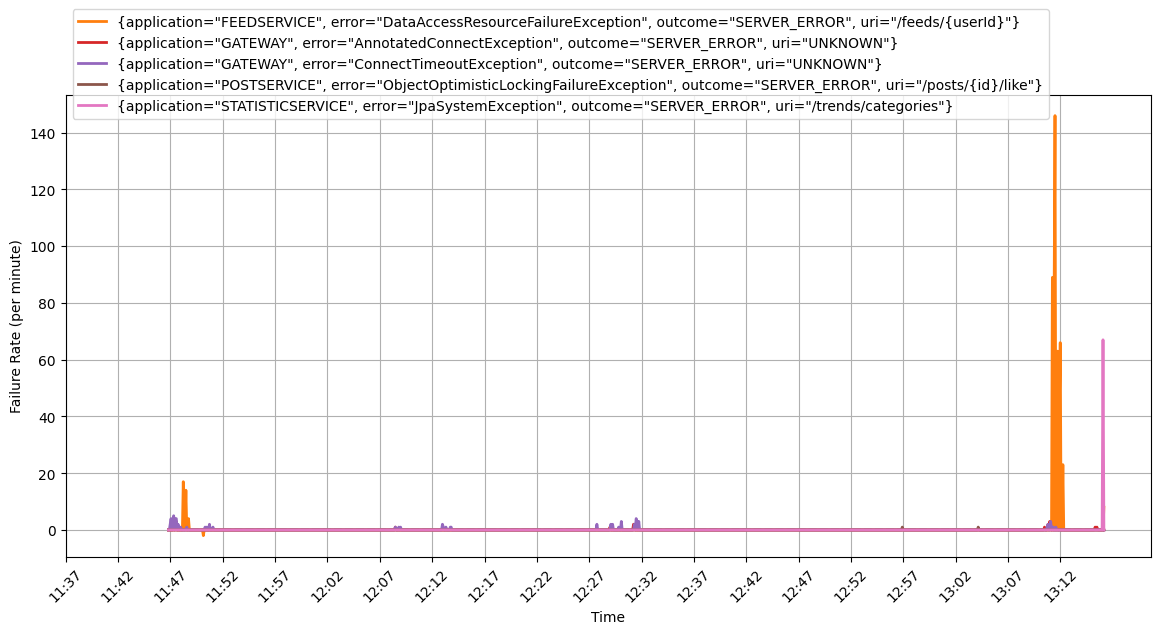 {application="FEEDSERVICE", error="DataAccessResourceFailureException", outcome="SERVER_ERROR", uri="/feeds/{userId}"}
{application="GATEWAY", error="AnnotatedConnectException", outcome="SERVER_ERROR", uri="UNKNOWN"}
{application="GATEWAY", error="ConnectTimeoutException", outcome="SERVER_ERROR", uri="UNKNOWN"}
{application="POSTSERVICE", error="ObjectOptimisticLockingFailureException", outcome="SERVER_ERROR", uri="/posts/{id}/like"}
{application="STATISTICSERVICE", error="JpaSystemException", outcome="SERVER_ERROR", uri="/trends/categories"}
Failure Rate (per minute)
140
120
100
80
60
40
20
0
11:37 11:42 11:47 11:52 11:57 12:02 12:07 12:12 12:17 12:22 12:27 12:32 12:37 12:42 12:47 12:52 12:57 13:02 13:07 13:12
Time